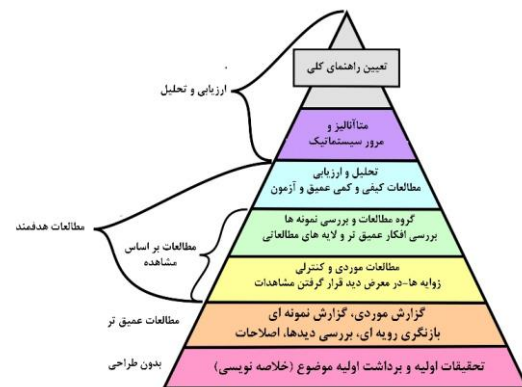 تعیین راهنمای کلی
ارزیابی و تحلیل
متاآنالیز و
مرور سیستماتیک
تحلیل و ارزیابی
مطالعات کیفی و کمی عمیق و آزمون
گروه مطالعات و بررسی نمونه ها
بررسی افکار عمیق تر و لایه های مطالعاتی
مطالعات هدفمند
مطالعات بر اساس
مشاهده
مطالعات موردی و کنترلی
زوایه ها-در معرض دید قرار گرفتن مشاهدات
گزارش موردی، گزارش نمونه ای
بازنگری رویه ای، بررسی دیدها، اصلاحات
مطالعات عمیق تر
تحقیقات اولیه و برداشت اولیه موضوع (خلاصه نویسی)
بدون طراحی